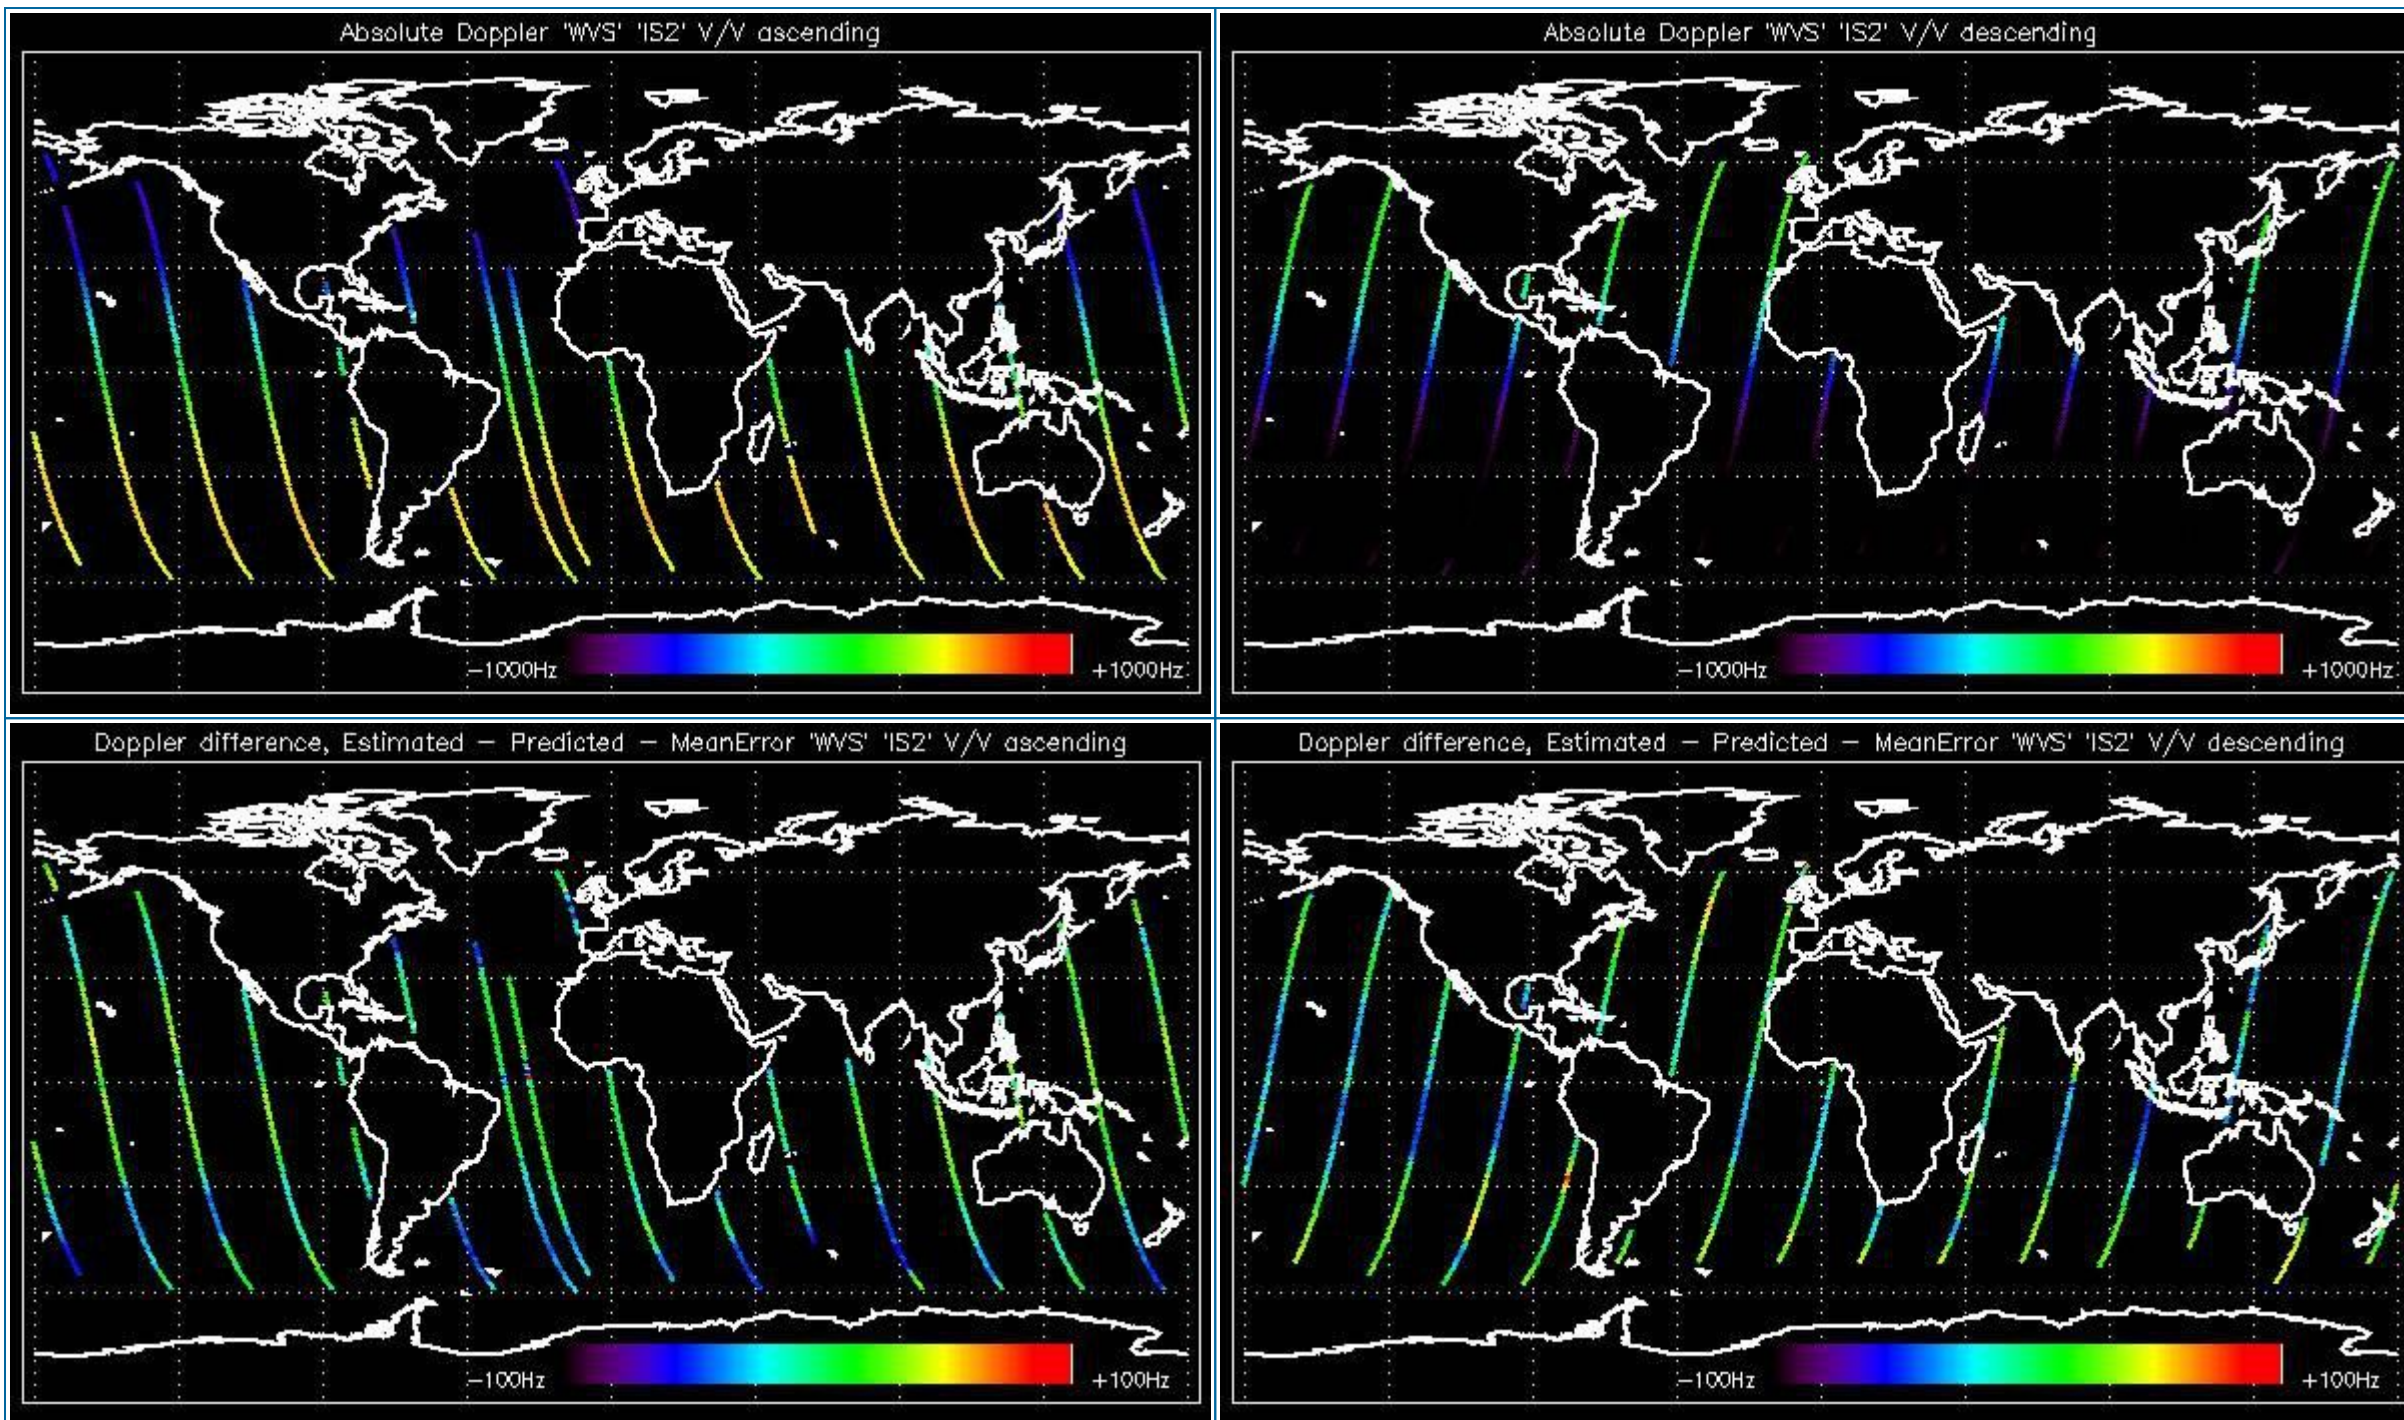 Absolute Doppler 'WVS' 'IS2' V/V ascending
-1000Hz
+1000Hz
Absolute Doppler 'WVS' 'IS2' V/V descending
-1000Hz
+1000Hz
Doppler difference, Estimated - Predicted - MeanError 'WVS' 'IS2' V/V ascending
-100Hz
+100Hz
Doppler difference, Estimated - Predicted - MeanError 'WVS' 'IS2' V/V descending
-100Hz
+100Hz